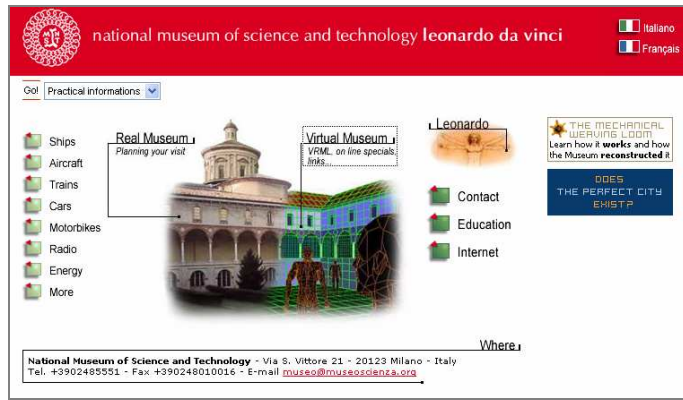 national museum of science and technology leonardo da vinci
Italiano
Français
Go! Practical informations
Ships
Aircraft
Trains
Cars
Motorbikes
Radio
Energy
More
Real Museum
Planning your visit
Virtual Museum
VRML, on line specials,
links...
Leonardo
Contact
Education
Internet
THE MECHANICAL
WEAVING LOOM
Learn how it works and how
the Museum reconstructed it
DOES
THE PERFECT CITY
EXIST?
Where
National Museum of Science and Technology - Via S. Vittore 21 - 20123 Milano - Italy
Tel. +3902485551 - Fax +390248010016 - E-mail museo@museoscienza.org